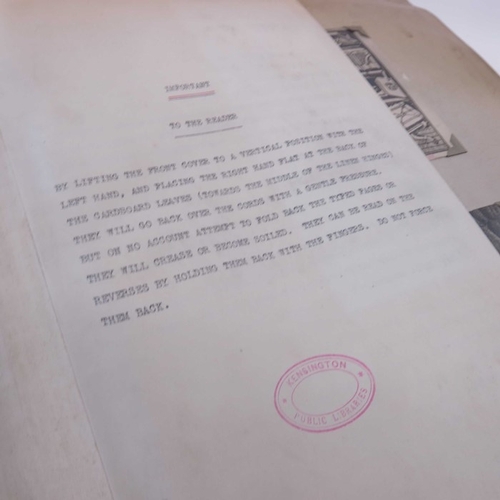 IMPORTANT
TO THE READER
BY LIFTING THE FRONT COVER TO A VERTICAL POSITION WITH THE
LEFT HAND, AND PLACING THE RIGHT HAND FLAT AT THE BACK OF
THE CARDBOARD LEAVES (TOWARDS THE MIDDLE OF THE LINEN HINGES)
THEY WILL GO BACK OVER THE CORDS WITH A GENTLE PRESSURE.
BUT ON NO ACCOUNT ATTEMPT TO FOLD BACK THE TYPED PAGES OR
THEY WILL CREASE OR BECOME SOILED. THEY CAN BE READ ON THE
REVERSES BY HOLDING THEM BACK WITH THE FINGERS. DO NOT FORCE
THEM BACK.
KENSINGTON
PUBLIC LIBRARIES